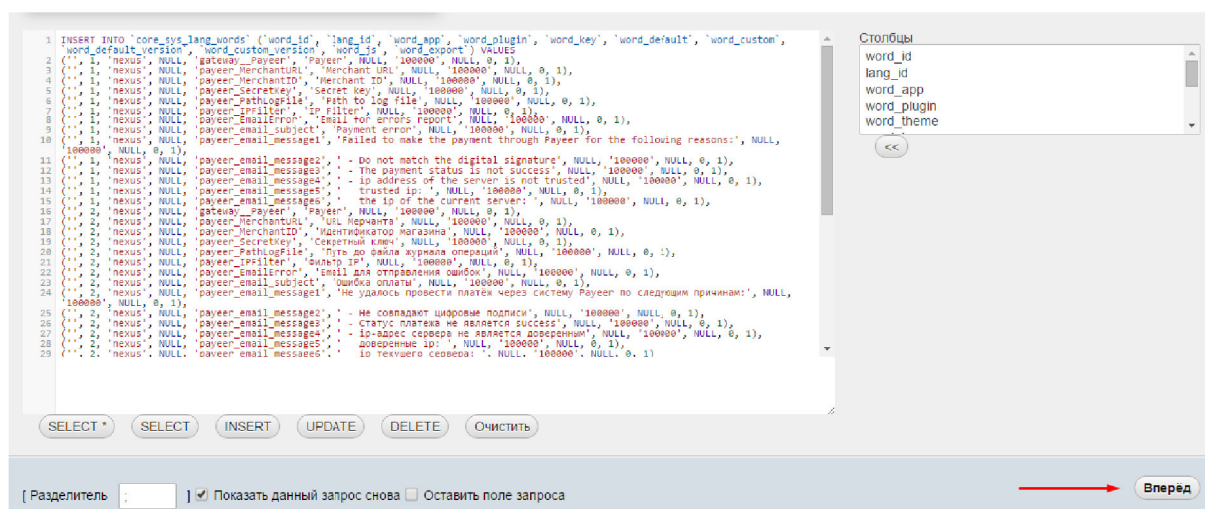 1 INSERT INTO `core_sys_lang_words` (`word_id`, `lang_id`, `word_app`, `word_plugin`, `word_key`, `word_default`, `word_custom`,
`word_default_version`, `word_custom_version`, `word_js`, `word_export`) VALUES
2 ('', 1, 'nexus', NULL, 'gateway__Payeer', 'Payeer', NULL, '100000', NULL, 0, 1),
3 ('', 1, 'nexus', NULL, 'payeer_MerchantURL', 'Merchant URL', NULL, '100000', NULL, 0, 1),
4 ('', 1, 'nexus', NULL, 'payeer_MerchantID', 'Merchant ID', NULL, '100000', NULL, 0, 1),
5 ('', 1, 'nexus', NULL, 'payeer_SecretKey', 'Secret key', NULL, '100000', NULL, 0, 1),
6 ('', 1, 'nexus', NULL, 'payeer_PathLogFile', 'Path to log file', NULL, '100000', NULL, 0, 1),
7 ('', 1, 'nexus', NULL, 'payeer_IPFilter', 'IP Filter', NULL, '100000', NULL, 0, 1),
8 ('', 1, 'nexus', NULL, 'payeer_EmailError', 'Email for errors report', NULL, '100000', NULL, 0, 1),
9 ('', 1, 'nexus', NULL, 'payeer_email_subject', 'Payment error', NULL, '100000', NULL, 0, 1),
10 ('', 1, 'nexus', NULL, 'payeer_email_message1', 'Failed to make the payment through Payeer for the following reasons:', NULL,
'100000', NULL, 0, 1),
11 ('', 1, 'nexus', NULL, 'payeer_email_message2', ' - Do not match the digital signature', NULL, '100000', NULL, 0, 1),
12 ('', 1, 'nexus', NULL, 'payeer_email_message3', ' - The payment status is not success', NULL, '100000', NULL, 0, 1),
13 ('', 1, 'nexus', NULL, 'payeer_email_message4', ' - ip address of the server is not trusted', NULL, '100000', NULL, 0, 1),
14 ('', 1, 'nexus', NULL, 'payeer_email_message5', '   trusted ip: ', NULL, '100000', NULL, 0, 1),
15 ('', 1, 'nexus', NULL, 'payeer_email_message6', '   the ip of the current server: ', NULL, '100000', NULL, 0, 1),
16 ('', 2, 'nexus', NULL, 'gateway__Payeer', 'Payeer', NULL, '100000', NULL, 0, 1),
17 ('', 2, 'nexus', NULL, 'payeer_MerchantURL', 'URL Мерчанта', NULL, '100000', NULL, 0, 1),
18 ('', 2, 'nexus', NULL, 'payeer_MerchantID', 'Идентификатор магазина', NULL, '100000', NULL, 0, 1),
19 ('', 2, 'nexus', NULL, 'payeer_SecretKey', 'Секретный ключ', NULL, '100000', NULL, 0, 1),
20 ('', 2, 'nexus', NULL, 'payeer_PathLogFile', 'Путь до файла журнала операций', NULL, '100000', NULL, 0, 1),
21 ('', 2, 'nexus', NULL, 'payeer_IPFilter', 'Фильтр IP', NULL, '100000', NULL, 0, 1),
22 ('', 2, 'nexus', NULL, 'payeer_EmailError', 'Email для отправления ошибок', NULL, '100000', NULL, 0, 1),
23 ('', 2, 'nexus', NULL, 'payeer_email_subject', 'Ошибка оплаты', NULL, '100000', NULL, 0, 1),
24 ('', 2, 'nexus', NULL, 'payeer_email_message1', 'Не удалось провести платёж через систему Payeer по следующим причинам:', NULL,
'100000', NULL, 0, 1),
25 ('', 2, 'nexus', NULL, 'payeer_email_message2', ' - Не совпадают цифровые подписи', NULL, '100000', NULL, 0, 1),
26 ('', 2, 'nexus', NULL, 'payeer_email_message3', ' - Статус платежа не является success', NULL, '100000', NULL, 0, 1),
27 ('', 2, 'nexus', NULL, 'payeer_email_message4', ' - ip-адрес сервера не является доверенным', NULL, '100000', NULL, 0, 1),
28 ('', 2, 'nexus', NULL, 'payeer_email_message5', '   доверенные ip: ', NULL, '100000', NULL, 0, 1),
29 ('', 2, 'nexus', NULL, 'payeer_email_message6', '   ip текущего сервера: ', NULL, '100000', NULL, 0, 1)
Столбцы
word_id
lang_id
word_app
word_plugin
word_theme
<<
SELECT * SELECT INSERT UPDATE DELETE Очистить
[ Разделитель ; ] Показать данный запрос снова Оставить поле запроса Вперёд